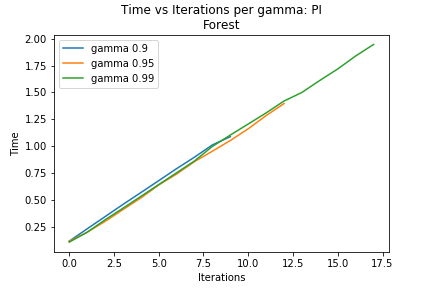 Time vs Iterations per gamma: PI
Forest
2.00
1.75
1.50
1.25
1.00
0.75
0.50
0.25
Time
gamma 0.9
gamma 0.95
gamma 0.99
0.0 2.5 5.0 7.5 10.0 12.5 15.0 17.5
Iterations